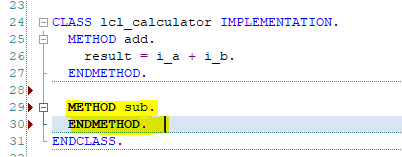 23
24 CLASS lcl_calculator IMPLEMENTATION.
25 METHOD add.
26 result = i_a + i_b.
27 ENDMETHOD.
28
29 METHOD sub.
30 ENDMETHOD.
31 ENDCLASS.